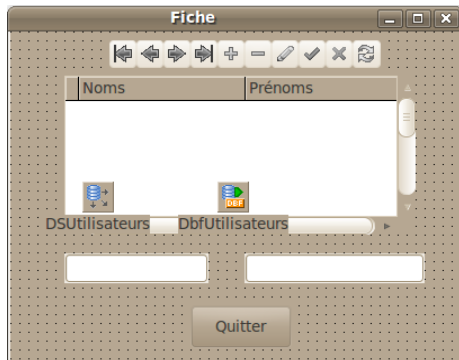 Fiche
Noms Prénoms
DBF
DSUtilisateurs DbfUtilisateurs
Quitter